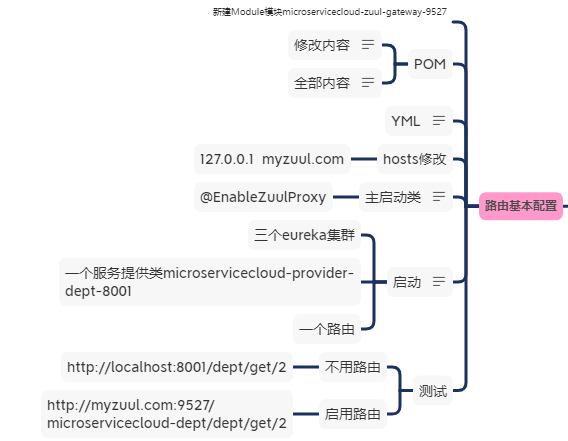 新建Module模块microservicecloud-zuul-gateway-9527
修改内容
POM
全部内容
YML
127.0.0.1 myzuul.com
hosts修改
@EnableZuulProxy
主启动类
路由基本配置
三个eureka集群
一个服务提供类microservicecloud-provider-
dept-8001
启动
一个路由
http://localhost:8001/dept/get/2
不用路由
测试
http://myzuul.com:9527/
microservicecloud-dept/dept/get/2
启用路由